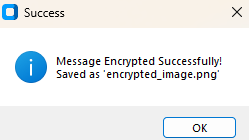 Success
Message Encrypted Successfully!
Saved as 'encrypted_image.png'
OK